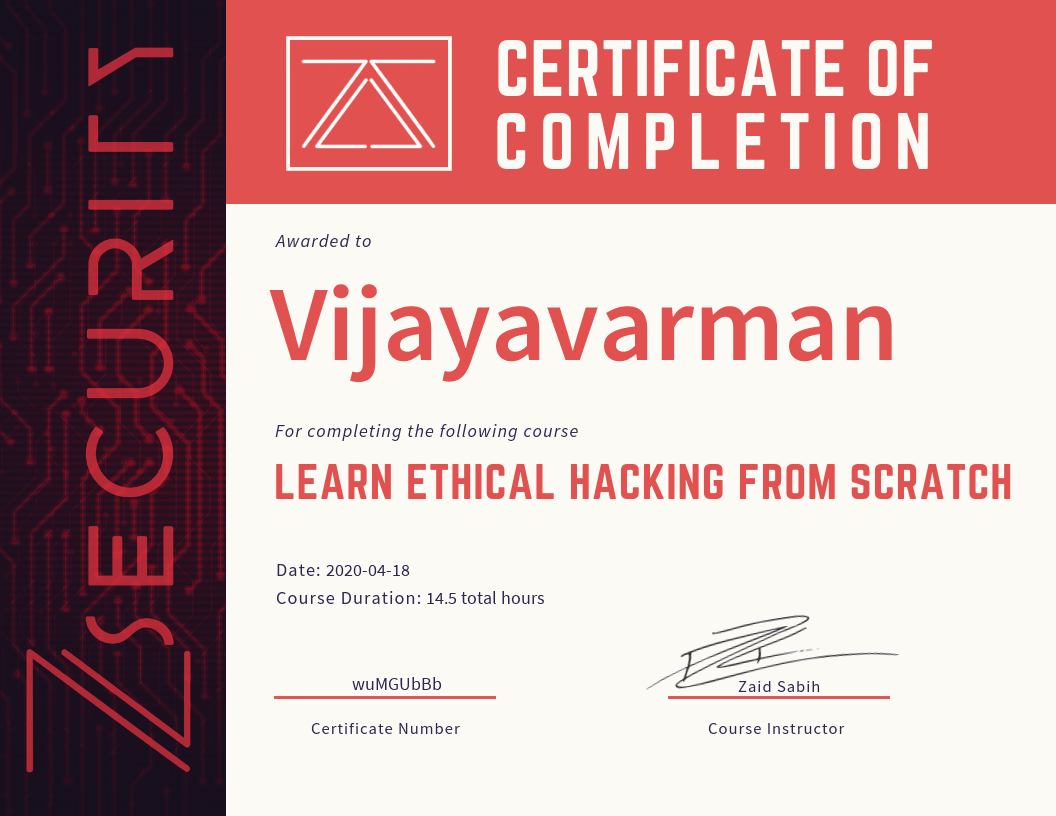 ZSECURITY
CERTIFICATE OF
COMPLETION
Awarded to
Vijayavarman
For completing the following course
LEARN ETHICAL HACKING FROM SCRATCH
Date: 2020-04-18
Course Duration: 14.5 total hours
wuMGUbBb
Certificate Number
Zaid Sabih
Course Instructor